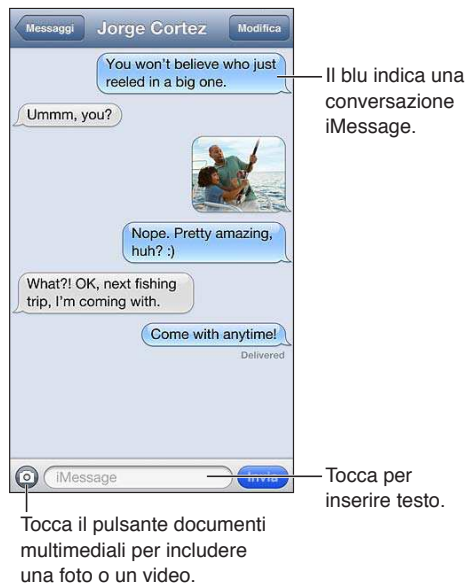 Messaggi
Jorge Cortez
Modifica
You won't believe who just
reeled in a big one.
Il blu indica una
conversazione
iMessage.
Ummm, you?
Nope. Pretty amazing,
huh? :)
What?! OK, next fishing
trip, I'm coming with.
Come with anytime!
Delivered
iMessage
Invia
Tocca per
inserire testo.
Tocca il pulsante documenti
multimediali per includere
una foto o un video.